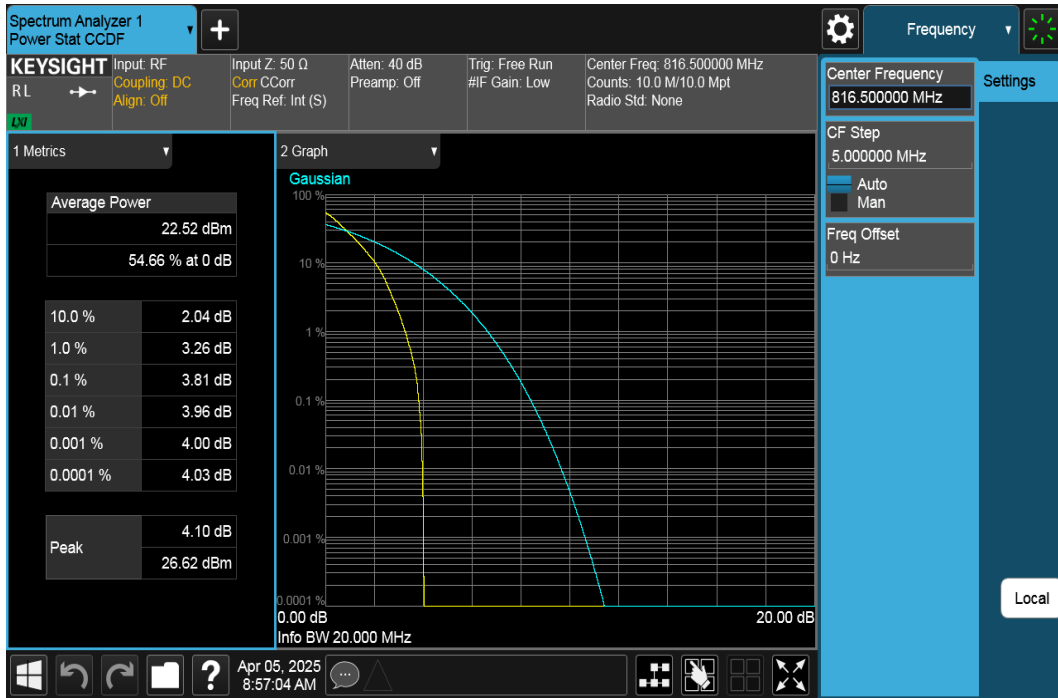 Spectrum Analyzer 1
Power Stat CCDF
Frequency
KEYSIGHT
RL
LXI
Input: RF
Coupling: DC
Align: Off
Input Z: 50 Ω
Corr CCorr
Freq Ref: Int (S)
Atten: 40 dB
Preamp: Off
Trig: Free Run
#IF Gain: Low
Center Freq: 816.500000 MHz
Counts: 10.0 M/10.0 Mpt
Radio Std: None
Center Frequency
816.500000 MHz
Settings
CF Step
5.000000 MHz
Auto
Man
Freq Offset
0 Hz
Local
1 Metrics
Average Power
22.52 dBm
54.66 % at 0 dB
10.0 % 2.04 dB
1.0 % 3.26 dB
0.1 % 3.81 dB
0.01 % 3.96 dB
0.001 % 4.00 dB
0.0001 % 4.03 dB
Peak
4.10 dB
26.62 dBm
2 Graph
Gaussian
100 %
10 %
1 %
0.1 %
0.01 %
0.001 %
0.0001 %
0.00 dB 20.00 dB
Info BW 20.000 MHz
?
Apr 05, 2025
8:57:04 AM